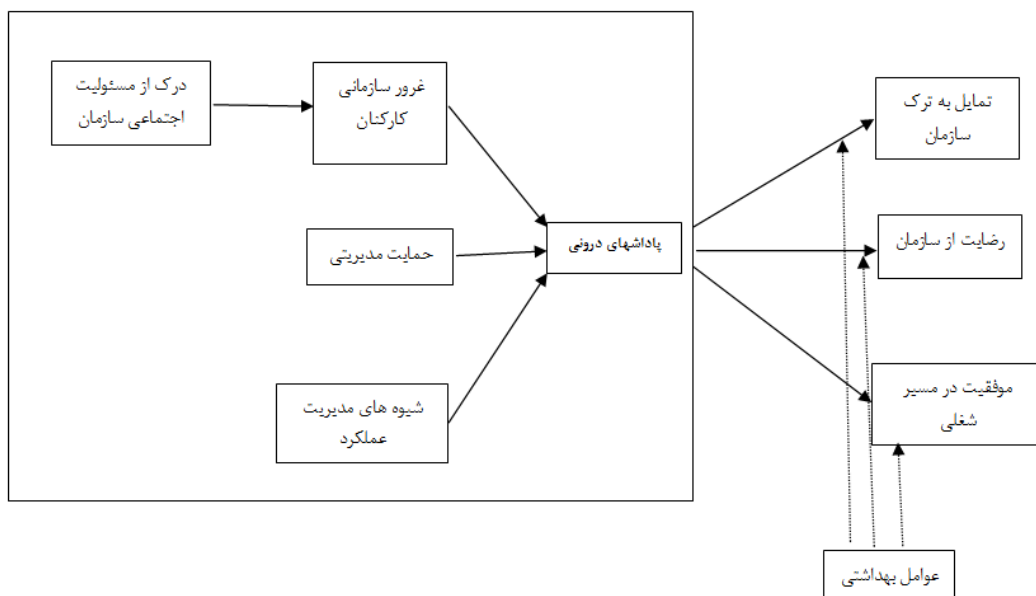 درک از مسئولیت
اجتماعی سازمان
غرور سازمانی
کارکنان
تمایل به ترک
سازمان
حمایت مدیریتی
پاداشهای درونی
رضایت از سازمان
شیوه های مدیریت
عملکرد
موفقیت در مسیر
شغلی
عوامل بهداشتی